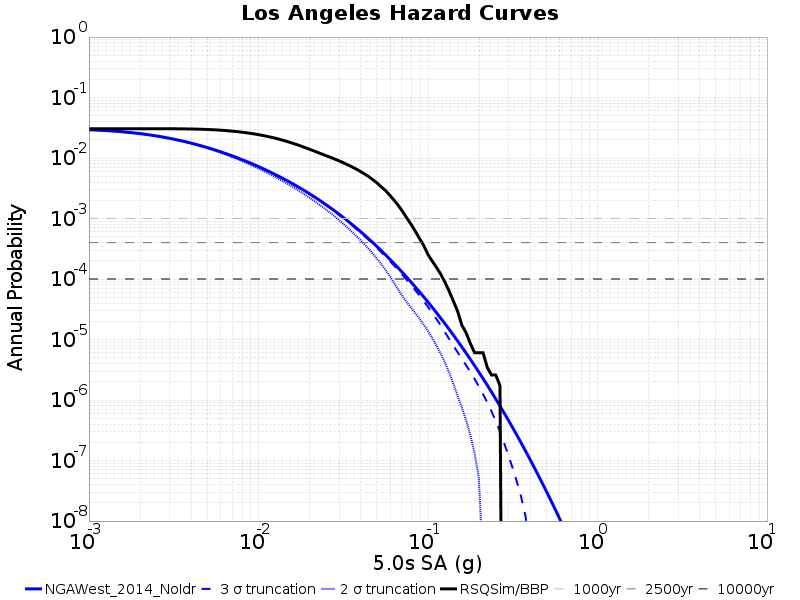 Los Angeles Hazard Curves
Annual Probability
10^0
10^-1
10^-2
10^-3
10^-4
10^-5
10^-6
10^-7
10^-8
10^-3 10^-2 10^-1 10^0 10^1
5.0s SA (g)
NGAWest_2014_NoIdr 3 σ truncation 2 σ truncation RSQSim/BBP 1000yr 2500yr 10000yr